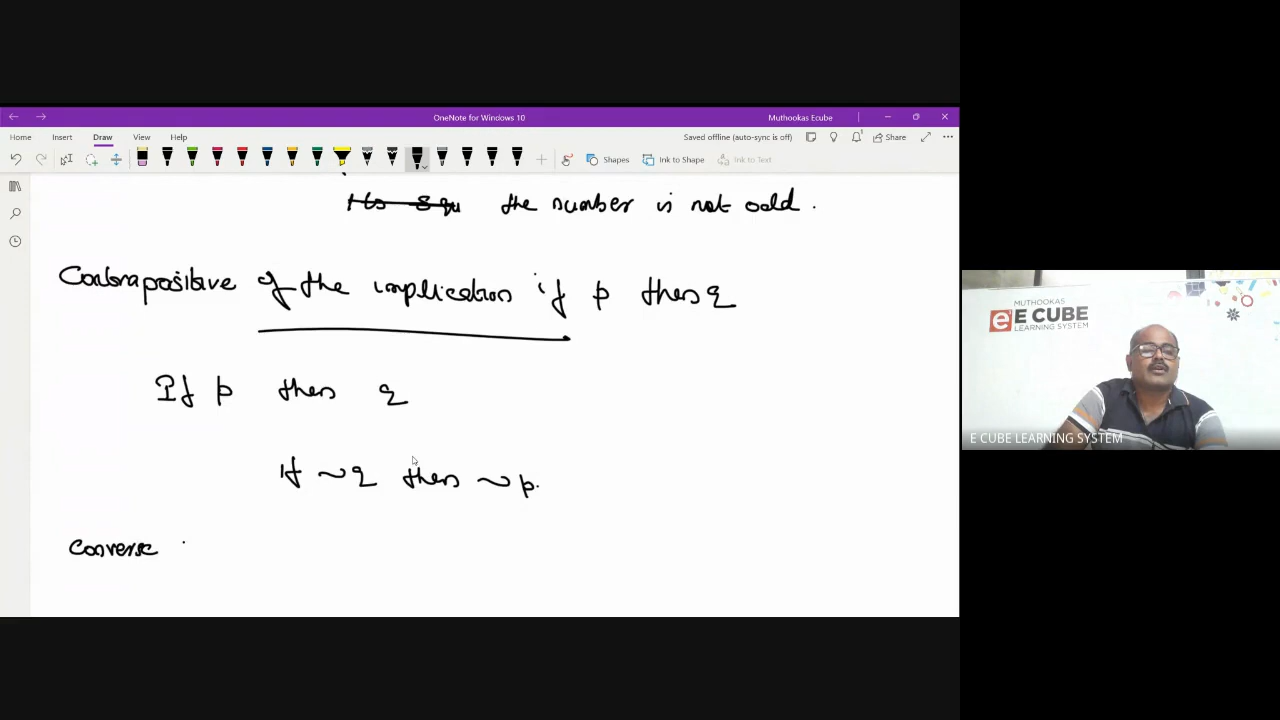 OneNote for Windows 10
Muthookas Ecube
Home Insert Draw View Help
Saved offline (auto-sync is off)
Share
Shapes
Ink to Shape
Ink to Text
the number is not odd.
Contrapositive of the implication if p then q
If p then q
If ~q then ~p.
Converse :
MUTHOOKAS
E CUBE
LEARNING SYSTEM
E CUBE LEARNING SYSTEM